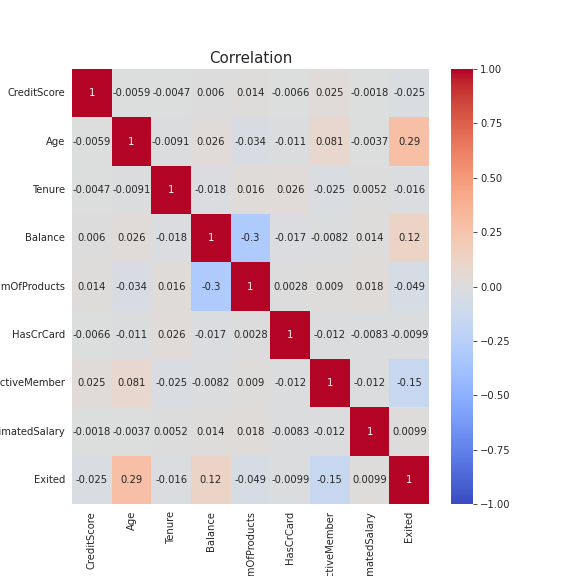 Correlation
CreditScore 1 -0.0059 -0.0047 0.006 0.014 -0.0066 0.025 -0.0018 -0.025
Age -0.0059 1 -0.0091 0.026 -0.034 -0.011 0.081 -0.0037 0.29
Tenure -0.0047 -0.0091 1 -0.018 0.016 0.026 -0.025 0.0052 -0.016
Balance 0.006 0.026 -0.018 1 -0.3 -0.017 -0.0082 0.014 0.12
mOfProducts 0.014 -0.034 0.016 -0.3 1 0.0028 0.009 0.018 -0.049
HasCrCard -0.0066 -0.011 0.026 -0.017 0.0028 1 -0.012 -0.0083 -0.0099
ctiveMember 0.025 0.081 -0.025 -0.0082 0.009 -0.012 1 -0.012 -0.15
imatedSalary -0.0018 -0.0037 0.0052 0.014 0.018 -0.0083 -0.012 1 0.0099
Exited -0.025 0.29 -0.016 0.12 -0.049 -0.0099 -0.15 0.0099 1
CreditScore
Age
Tenure
Balance
mOfProducts
HasCrCard
ctiveMember
imatedSalary
Exited
1.00
0.75
0.50
0.25
0.00
−0.25
−0.50
−0.75
−1.00